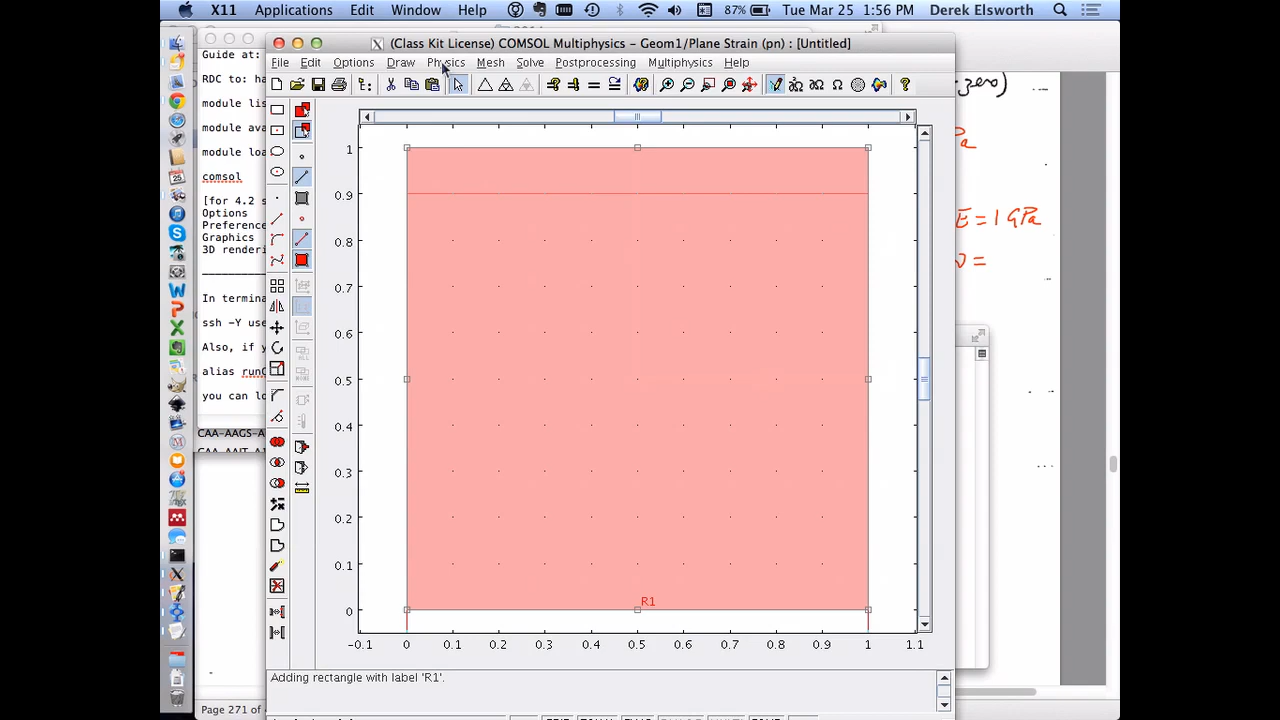 X11 Applications Edit Window Help 87% Tue Mar 25 1:56 PM Derek Elsworth
(Class Kit License) COMSOL Multiphysics - Geom1/Plane Strain (pn) : [Untitled]
File Edit Options Draw Physics Mesh Solve Postprocessing Multiphysics Help
Guide at:
RDC to: ha
module lis
module ava
module loa
comsol
[for 4.2 s
Options
Preference
Graphics
3D renderi
In termina
ssh -Y use
Also, if y
alias run
you can lo
CAA-AAGS-A
Page 271 of
1
0.9
0.8
0.7
0.6
0.5
0.4
0.3
0.2
0.1
0
R1
-0.1 0 0.1 0.2 0.3 0.4 0.5 0.6 0.7 0.8 0.9 1 1.1
Adding rectangle with label 'R1'.
zero)
Pa
E = 1 GPa
ν =